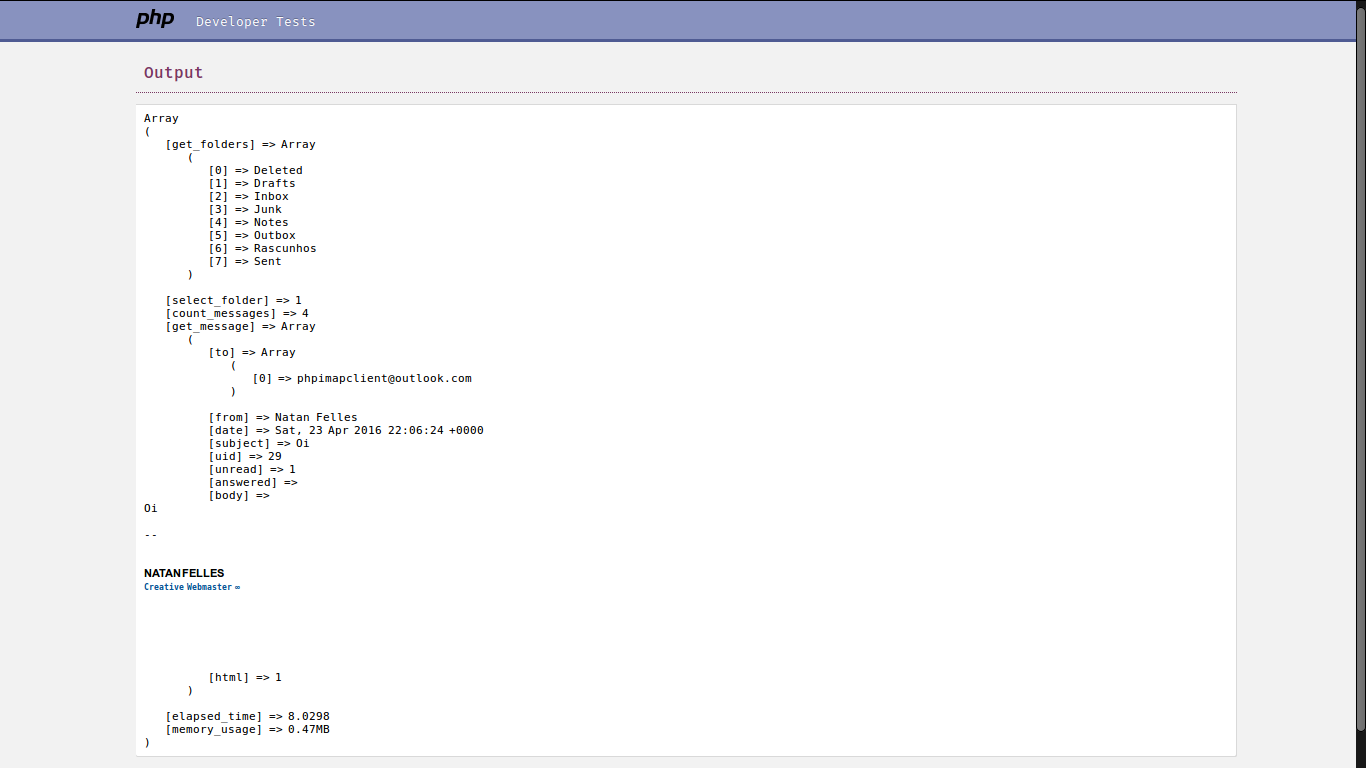 php Developer Tests
Output
Array
(
[get_folders] => Array
(
[0] => Deleted
[1] => Drafts
[2] => Inbox
[3] => Junk
[4] => Notes
[5] => Outbox
[6] => Rascunhos
[7] => Sent
)
[select_folder] => 1
[count_messages] => 4
[get_message] => Array
(
[to] => Array
(
[0] => phpimapclient@outlook.com
)
[from] => Natan Felles
[date] => Sat, 23 Apr 2016 22:06:24 +0000
[subject] => Oi
[uid] => 29
[unread] => 1
[answered] =>
[body] =>
Oi
--
NATAN FELLES
Creative Webmaster ∞
[html] => 1
)
[elapsed_time] => 8.0298
[memory_usage] => 0.47MB
)